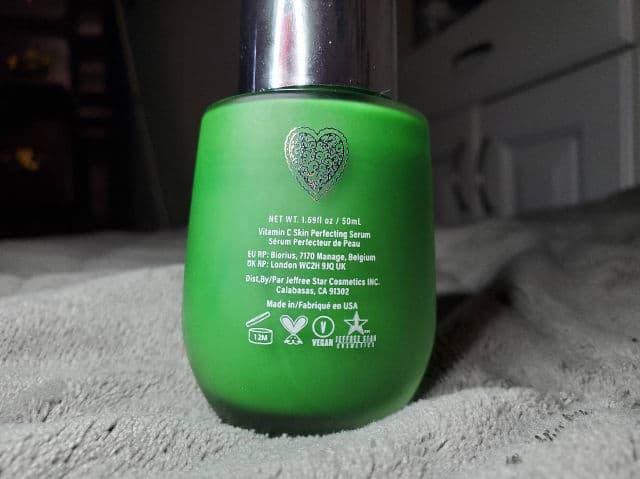 NET WT. 1.69fl oz / 50mL
Vitamin C Skin Perfecting Serum
Sérum Perfecteur de Peau
EU RP: Biorius, 7170 Manage, Belgium
UK RP: London WC2H 9JQ UK
Dist.By/Par Jeffree Star Cosmetics INC.
Calabasas, CA 91302
Made in/Fabriqué en USA
12M
V
VEGAN
JEFFREE STAR
COSMETICS